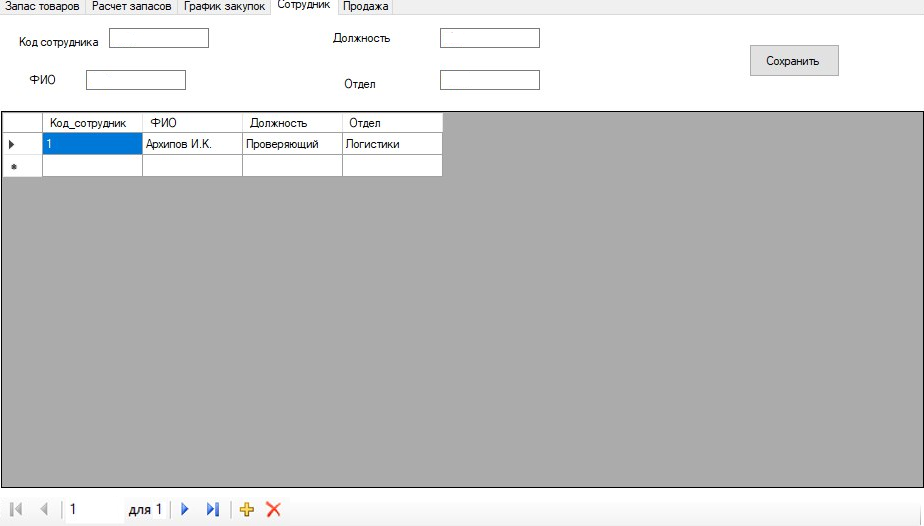 Запас товаров Расчет запасов График закупок Сотрудник Продажа
Код сотрудника Должность
Сохранить
ФИО Отдел
Код_сотрудник ФИО Должность Отдел
1 Архипов И.К. Проверяющий Логистики
1 для 1